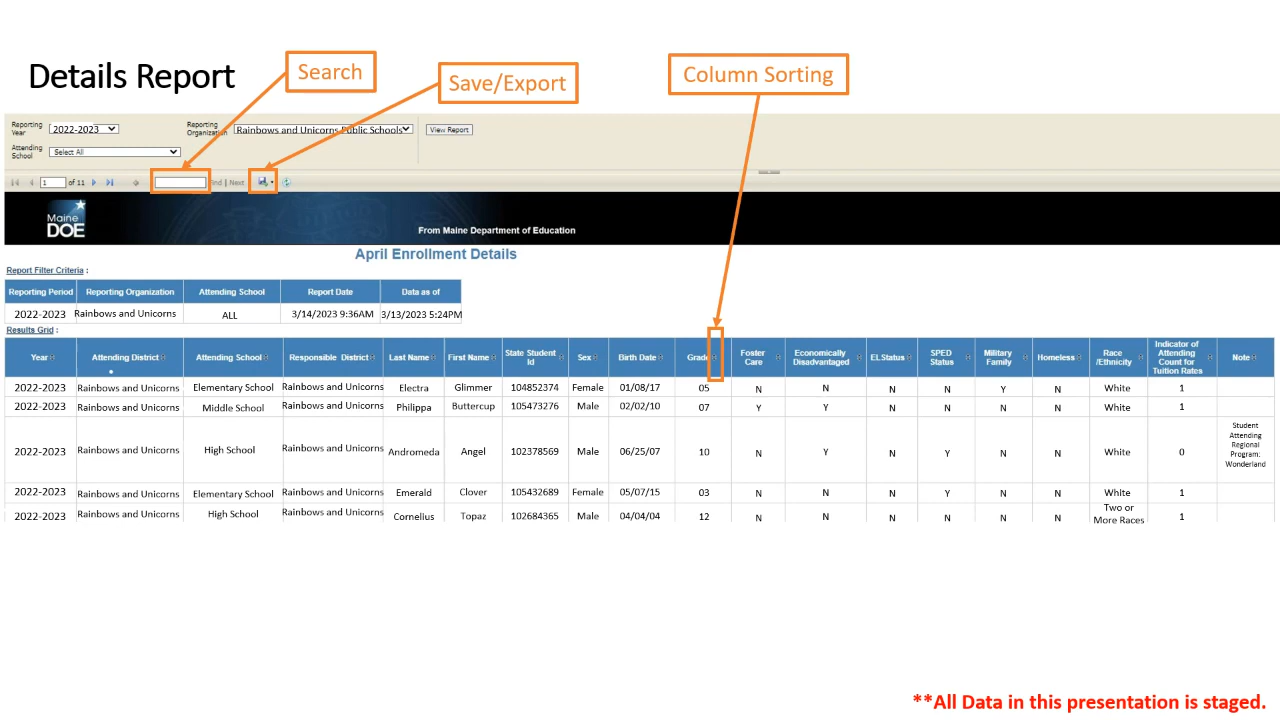 Details Report
Search
Save/Export
Column Sorting
Reporting Year 2022-2023 Reporting Organization Rainbows and Unicorns Public Schools View Report
Attending School Select All
1 of 11 Find | Next
Maine DOE
From Maine Department of Education
April Enrollment Details
Report Filter Criteria :
Reporting Period Reporting Organization Attending School Report Date Data as of
2022-2023 Rainbows and Unicorns ALL 3/14/2023 9:36AM 3/13/2023 5:24PM
Results Grid :
Year Attending District Attending School Responsible District Last Name First Name State Student Id Sex Birth Date Grade Foster Care Economically Disadvantaged EL Status SPED Status Military Family Homeless Race /Ethnicity Indicator of Attending Count for Tuition Rates Note
2022-2023 Rainbows and Unicorns Elementary School Rainbows and Unicorns Electra Glimmer 104852374 Female 01/08/17 05 N N N N Y N White 1
2022-2023 Rainbows and Unicorns Middle School Rainbows and Unicorns Philippa Buttercup 105473276 Male 02/02/10 07 Y Y N N N N White 1
2022-2023 Rainbows and Unicorns High School Rainbows and Unicorns Andromeda Angel 102378569 Male 06/25/07 10 N Y N Y N N White 0 Student Attending Regional Program: Wonderland
2022-2023 Rainbows and Unicorns Elementary School Rainbows and Unicorns Emerald Clover 105432689 Female 05/07/15 03 N N N Y N N White 1
2022-2023 Rainbows and Unicorns High School Rainbows and Unicorns Cornelius Topaz 102684365 Male 04/04/04 12 N N N N N N Two or More Races 1
**All Data in this presentation is staged.